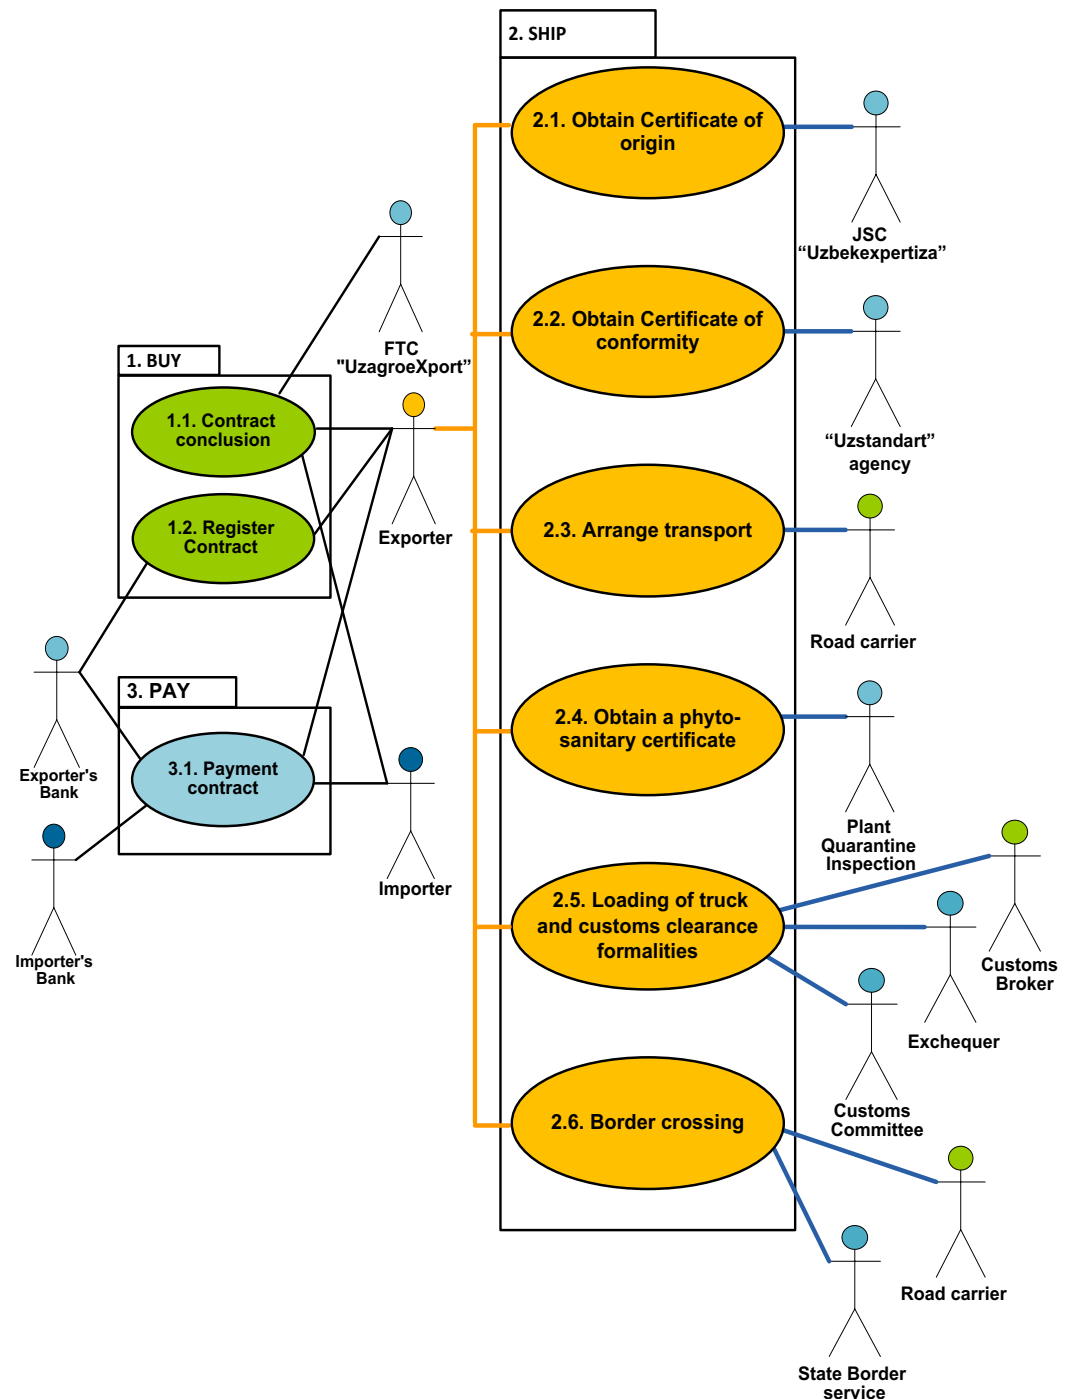 2. SHIP
2.1. Obtain Certificate of
origin
JSC
“Uzbekexpertiza”
FTC
"UzagroeXport”
2.2. Obtain Certificate of
conformity
“Uzstandart”
agency
1. BUY
1.1. Contract
conclusion
1.2. Register
Contract
Exporter
2.3. Arrange transport
Road carrier
Exporter's
Bank
3. PAY
3.1. Payment
contract
Importer
Importer's
Bank
2.4. Obtain a phyto-
sanitary certificate
Plant
Quarantine
Inspection
2.5. Loading of truck
and customs clearance
formalities
Customs
Broker
Exchequer
Customs
Committee
2.6. Border crossing
Road carrier
State Border
service